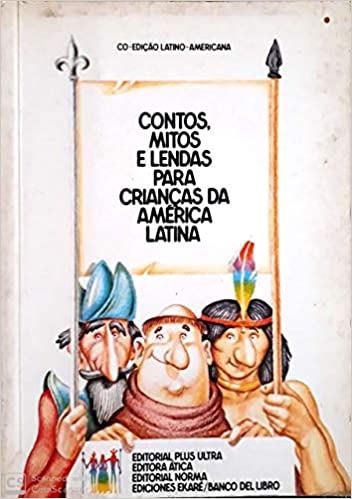 CO-EDIÇÃO LATINO-AMERICANA
CONTOS,
MITOS
E LENDAS
PARA
CRIANÇAS DA
AMÉRICA
LATINA
EDITORIAL PLUS ULTRA
EDITORA ÁTICA
EDITORIAL NORMA
EDICIONES EKARÉ/BANCO DEL LIBRO
CS